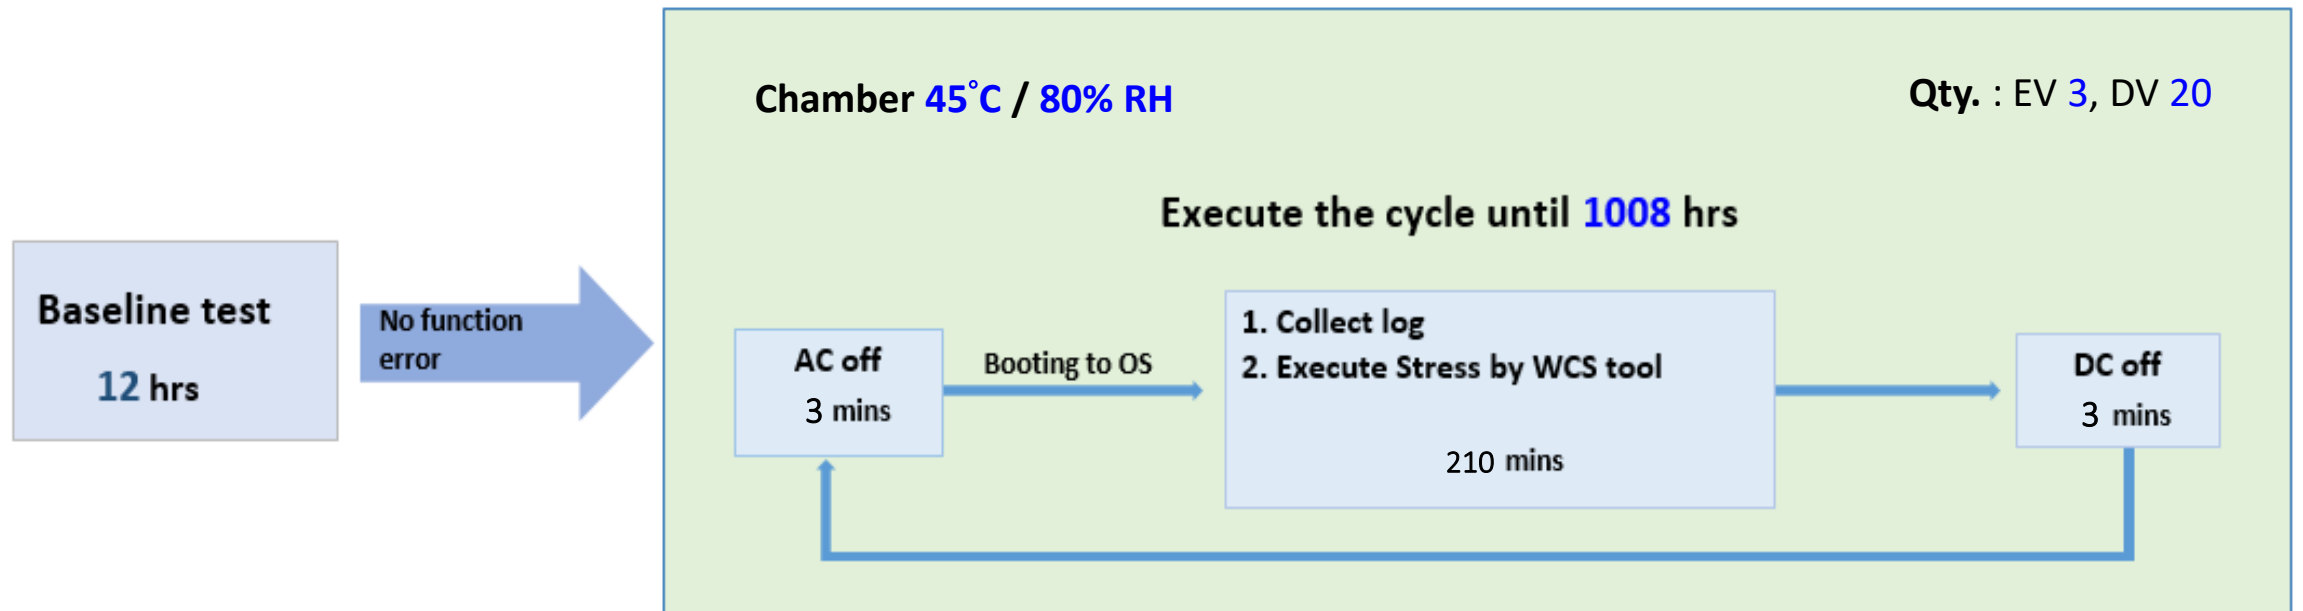 Chamber 45°C / 80% RH
Qty. : EV 3, DV 20
Execute the cycle until 1008 hrs
Baseline test
12 hrs
No function
error
AC off
3 mins
Booting to OS
1. Collect log
2. Execute Stress by WCS tool
210 mins
DC off
3 mins